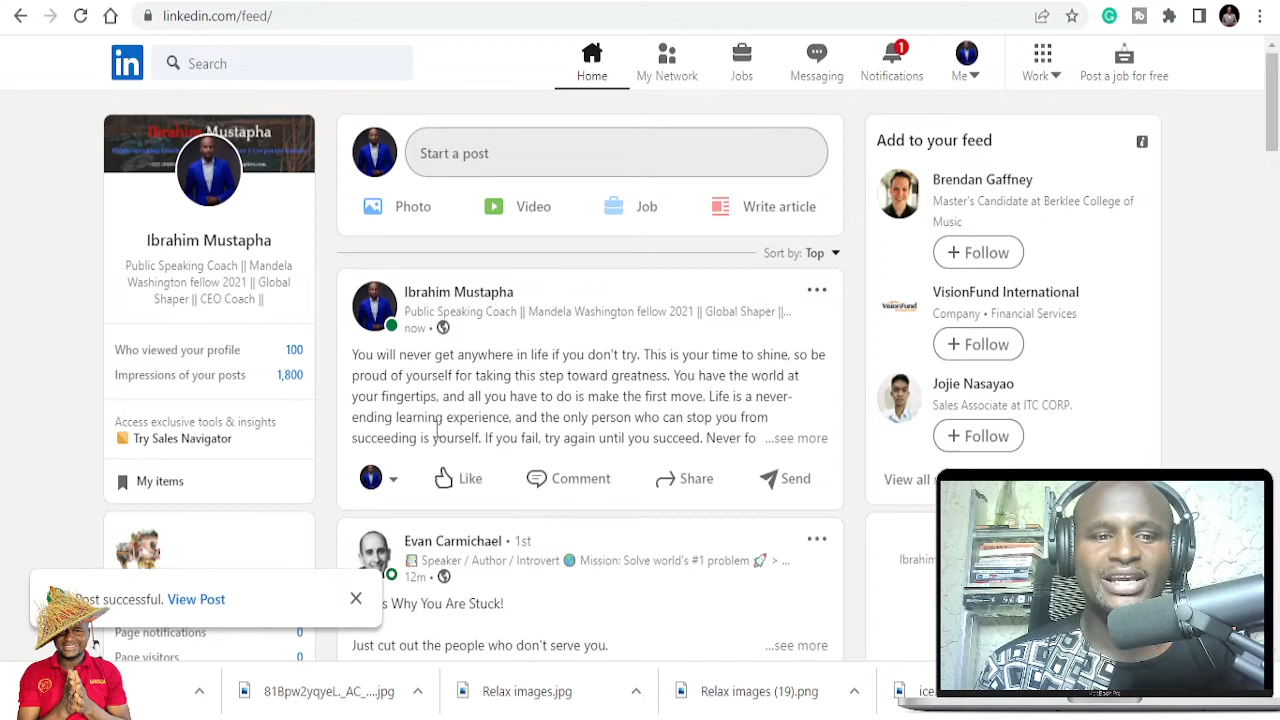 linkedin.com/feed/
in
Search
Home
My Network
Jobs
Messaging
1
Notifications
Me
Work
Post a job for free
Ibrahim Mustapha
Ibrahim Mustapha
Public Speaking Coach || Mandela
Washington fellow 2021 || Global
Shaper || CEO Coach ||
Who viewed your profile 100
Impressions of your posts 1,800
Access exclusive tools & insights
Try Sales Navigator
My items
Start a post
Photo
Video
Job
Write article
Sort by: Top
Ibrahim Mustapha
Public Speaking Coach || Mandela Washington fellow 2021 || Global Shaper ||...
now •
You will never get anywhere in life if you don't try. This is your time to shine, so be
proud of yourself for taking this step toward greatness. You have the world at
your fingertips, and all you have to do is make the first move. Life is a never-
ending learning experience, and the only person who can stop you from
succeeding is yourself. If you fail, try again until you succeed. Never fo ...see more
Like
Comment
Share
Send
Evan Carmichael • 1st
Speaker / Author / Introvert Mission: Solve world's #1 problem > ...
12m •
s Why You Are Stuck!
Just cut out the people who don't serve you. ...see more
Add to your feed
Brendan Gaffney
Master's Candidate at Berklee College of
Music
+ Follow
VisionFund International
Company • Financial Services
+ Follow
Jojie Nasayao
Sales Associate at ITC CORP.
+ Follow
View all
Ibrahim
ost successful. View Post
Page notifications 0
Page visitors 0
81Bpw2yqyeL._AC_....jpg
Relax images.jpg
Relax images (19).png
ice